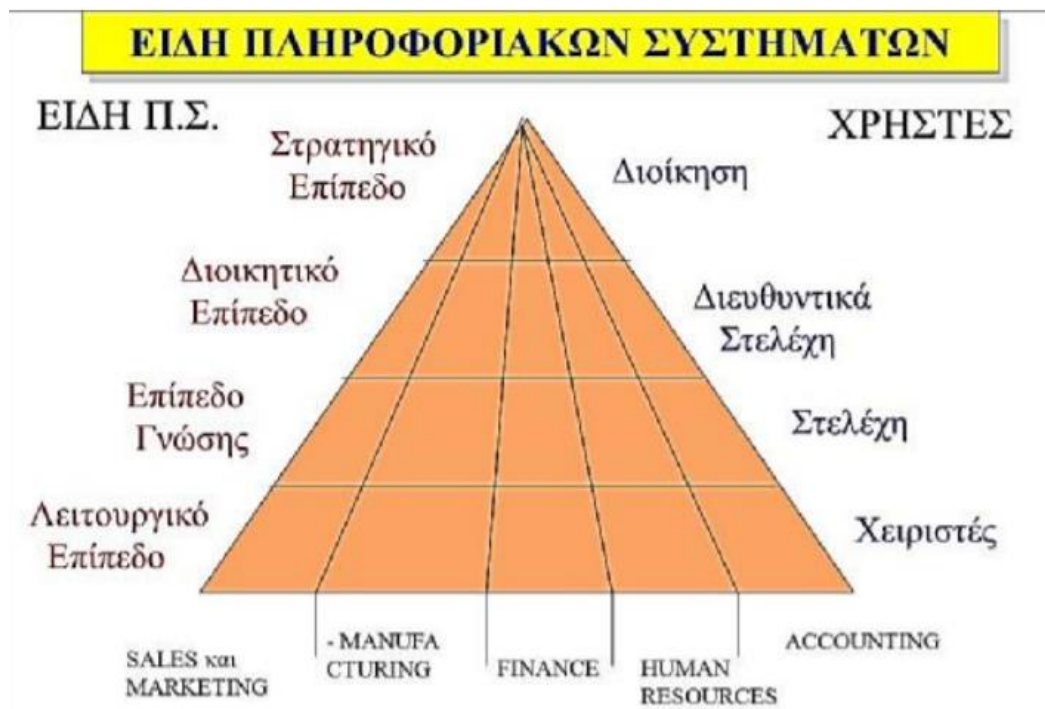 ΕΙΔΗ ΠΛΗΡΟΦΟΡΙΑΚΩΝ ΣΥΣΤΗΜΑΤΩΝ
ΕΙΔΗ Π.Σ.
ΧΡΗΣΤΕΣ
Στρατηγικό
Επίπεδο
Διοίκηση
Διοικητικό
Επίπεδο
Διευθυντικά
Στελέχη
Επίπεδο
Γνώσης
Στελέχη
Λειτουργικό
Επίπεδο
Χειριστές
SALES και
MARKETING
- MANUFA
CTURING
FINANCE
HUMAN
RESOURCES
ACCOUNTING